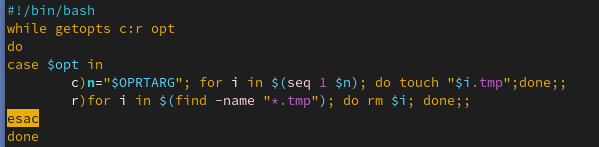 #!/bin/bash
while getopts c:r opt
do
case $opt in
        c)n="$OPRTARG"; for i in $(seq 1 $n); do touch "$i.tmp";done;;
        r)for i in $(find -name "*.tmp"); do rm $i; done;;
esac
done